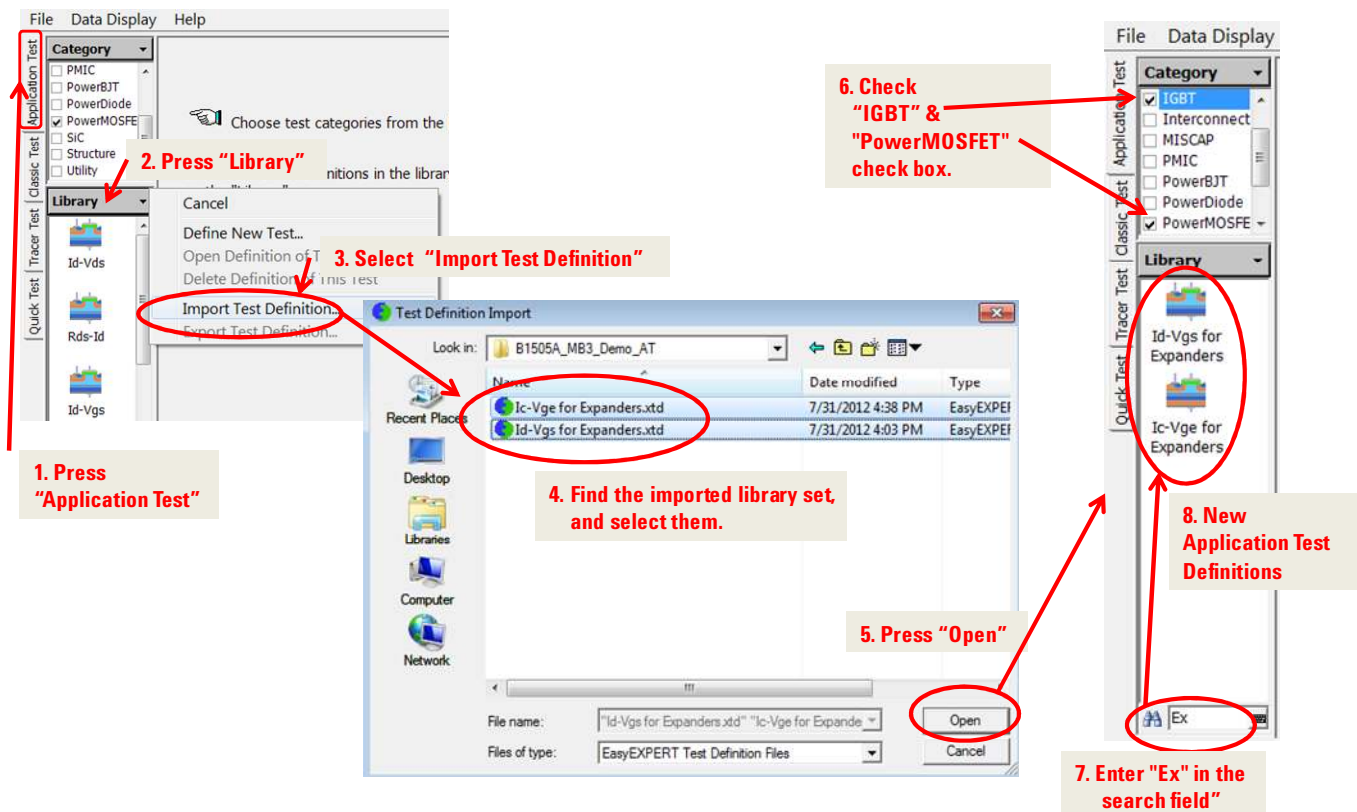 File Data Display Help
Application Test
Classic Test
Tracer Test
Quick Test
Category
PMIC
PowerBJT
PowerDiode
PowerMOSFE
SiC
Structure
Utility
Choose test categories from the
2. Press “Library”
nitions in the library
Library
Id-Vds
Rds-Id
Id-Vgs
Cancel
Define New Test...
Open Definition of T
Delete Definition of This Test
Import Test Definition...
Export Test Definition...
3. Select “Import Test Definition”
1. Press
“Application Test”
Test Definition Import
Look in: B1505A_MB3_Demo_AT
Name Date modified Type
Ic-Vge for Expanders.xtd 7/31/2012 4:38 PM EasyEXPEF
Id-Vgs for Expanders.xtd 7/31/2012 4:03 PM EasyEXPEF
Recent Places
Desktop
Libraries
Computer
Network
4. Find the imported library set,
and select them.
5. Press “Open”
File name: "Id-Vgs for Expanders.xtd" "Ic-Vge for Expande
Open
Files of type: EasyEXPERT Test Definition Files
Cancel
6. Check
“IGBT” &
"PowerMOSFET"
check box.
File Data Display
Application Test
Classic Test
Tracer Test
Quick Test
Category
IGBT
Interconnect
MISCAP
PMIC
PowerBJT
PowerDiode
PowerMOSFE
Library
Id-Vgs for
Expanders
Ic-Vge for
Expanders
8. New
Application Test
Definitions
Ex
7. Enter "Ex" in the
search field”